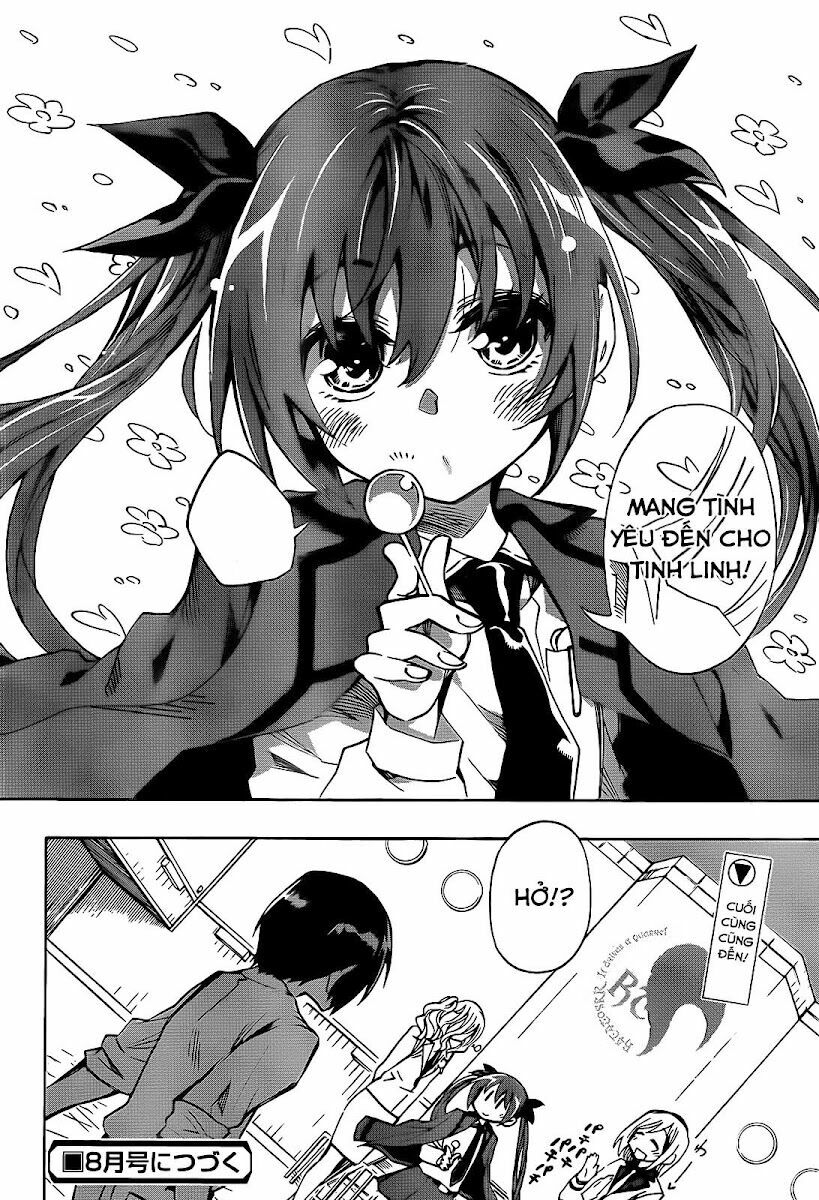 MANG TÌNH
YÊU ĐẾN CHO
TINH LINH!
HỞ!?
CUỐI
CÙNG
CŨNG
ĐẾN!
RATATOSKR
■8月号につづく